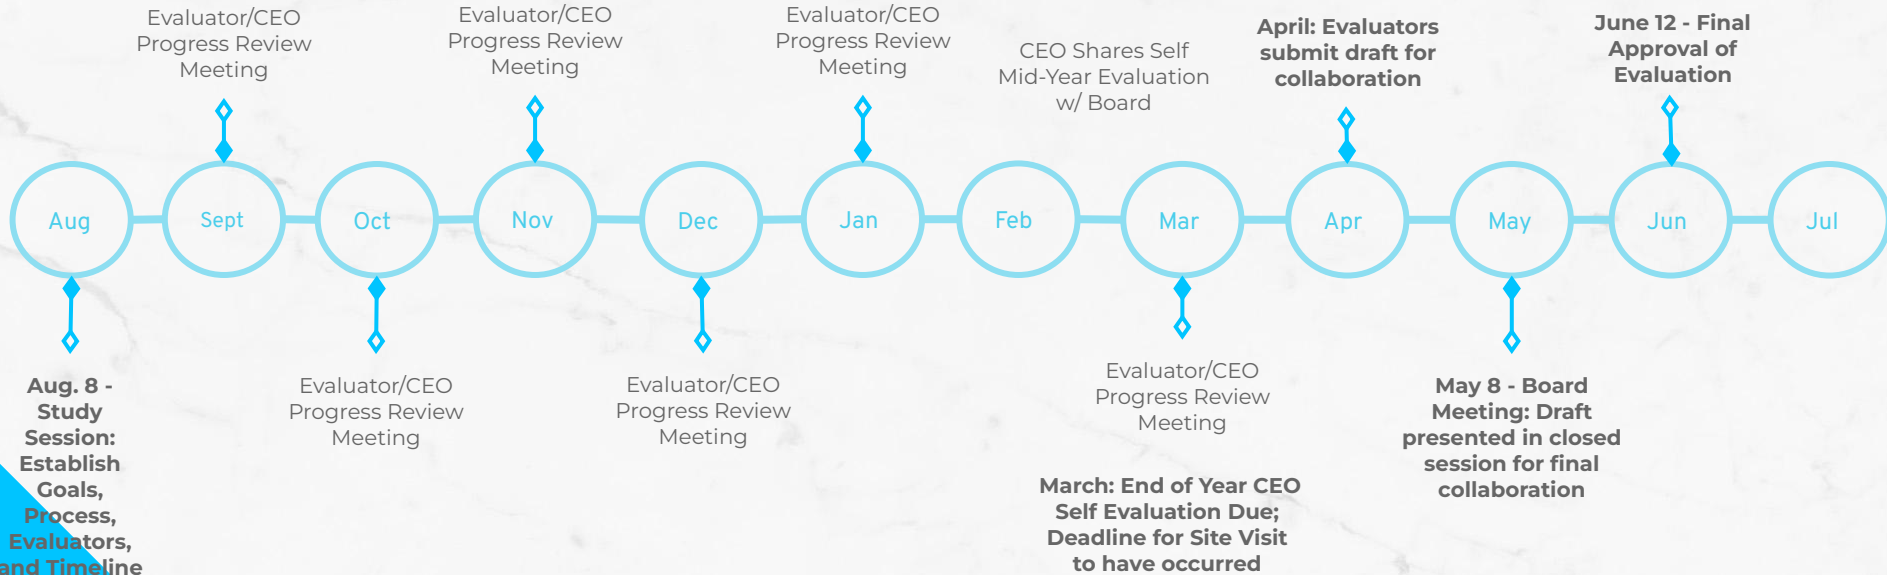 Evaluator/CEO
Progress Review
Meeting
Evaluator/CEO
Progress Review
Meeting
Evaluator/CEO
Progress Review
Meeting
CEO Shares Self
Mid-Year Evaluation
w/ Board
April: Evaluators
submit draft for
collaboration
June 12 - Final
Approval of
Evaluation
Aug
Sept
Oct
Nov
Dec
Jan
Feb
Mar
Apr
May
Jun
Jul
Aug. 8 -
Study
Session:
Establish
Goals,
Process,
Evaluators,
and Timeline
Evaluator/CEO
Progress Review
Meeting
Evaluator/CEO
Progress Review
Meeting
Evaluator/CEO
Progress Review
Meeting
March: End of Year CEO
Self Evaluation Due;
Deadline for Site Visit
to have occurred
May 8 - Board
Meeting: Draft
presented in closed
session for final
collaboration